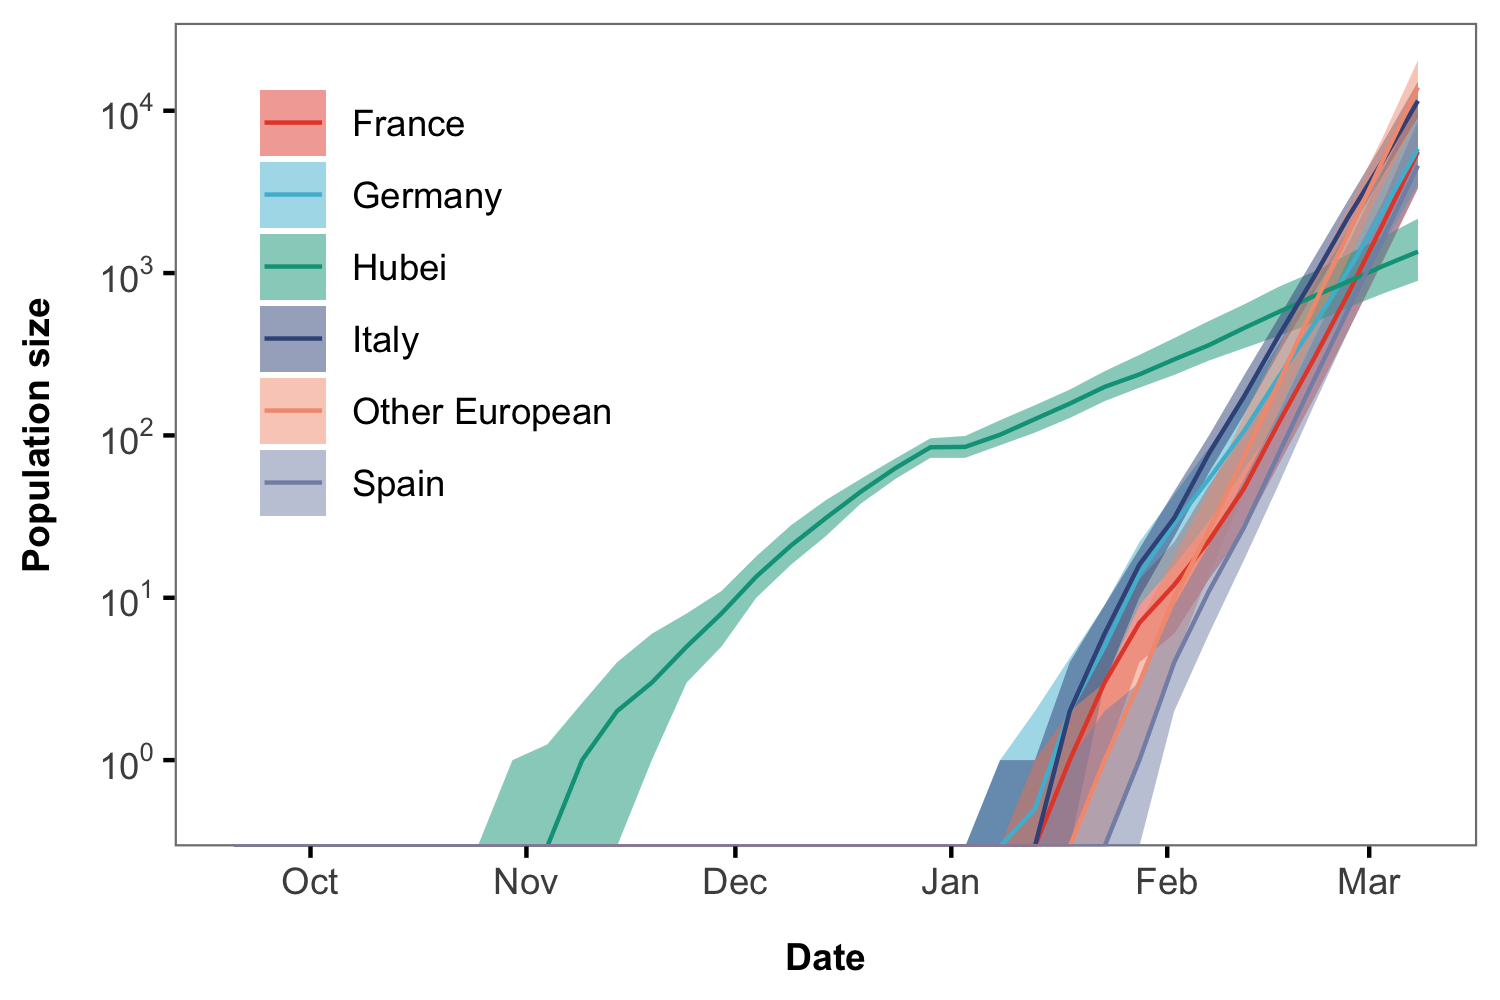 Population size
10⁴
10³
10²
10¹
10⁰
France
Germany
Hubei
Italy
Other European
Spain
Oct Nov Dec Jan Feb Mar
Date